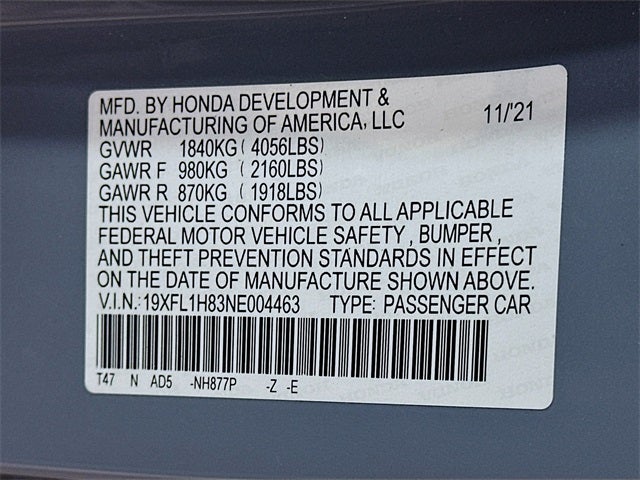 MFD. BY HONDA DEVELOPMENT &
MANUFACTURING OF AMERICA, LLC 11/'21
GVWR 1840KG ( 4056LBS )
GAWR F 980KG ( 2160LBS )
GAWR R 870KG ( 1918LBS )
THIS VEHICLE CONFORMS TO ALL APPLICABLE
FEDERAL MOTOR VEHICLE SAFETY , BUMPER ,
AND THEFT PREVENTION STANDARDS IN EFFECT
ON THE DATE OF MANUFACTURE SHOWN ABOVE.
V.I.N.:19XFL1H83NE004463 TYPE: PASSENGER CAR
T47 N AD5 -NH877P -Z -E